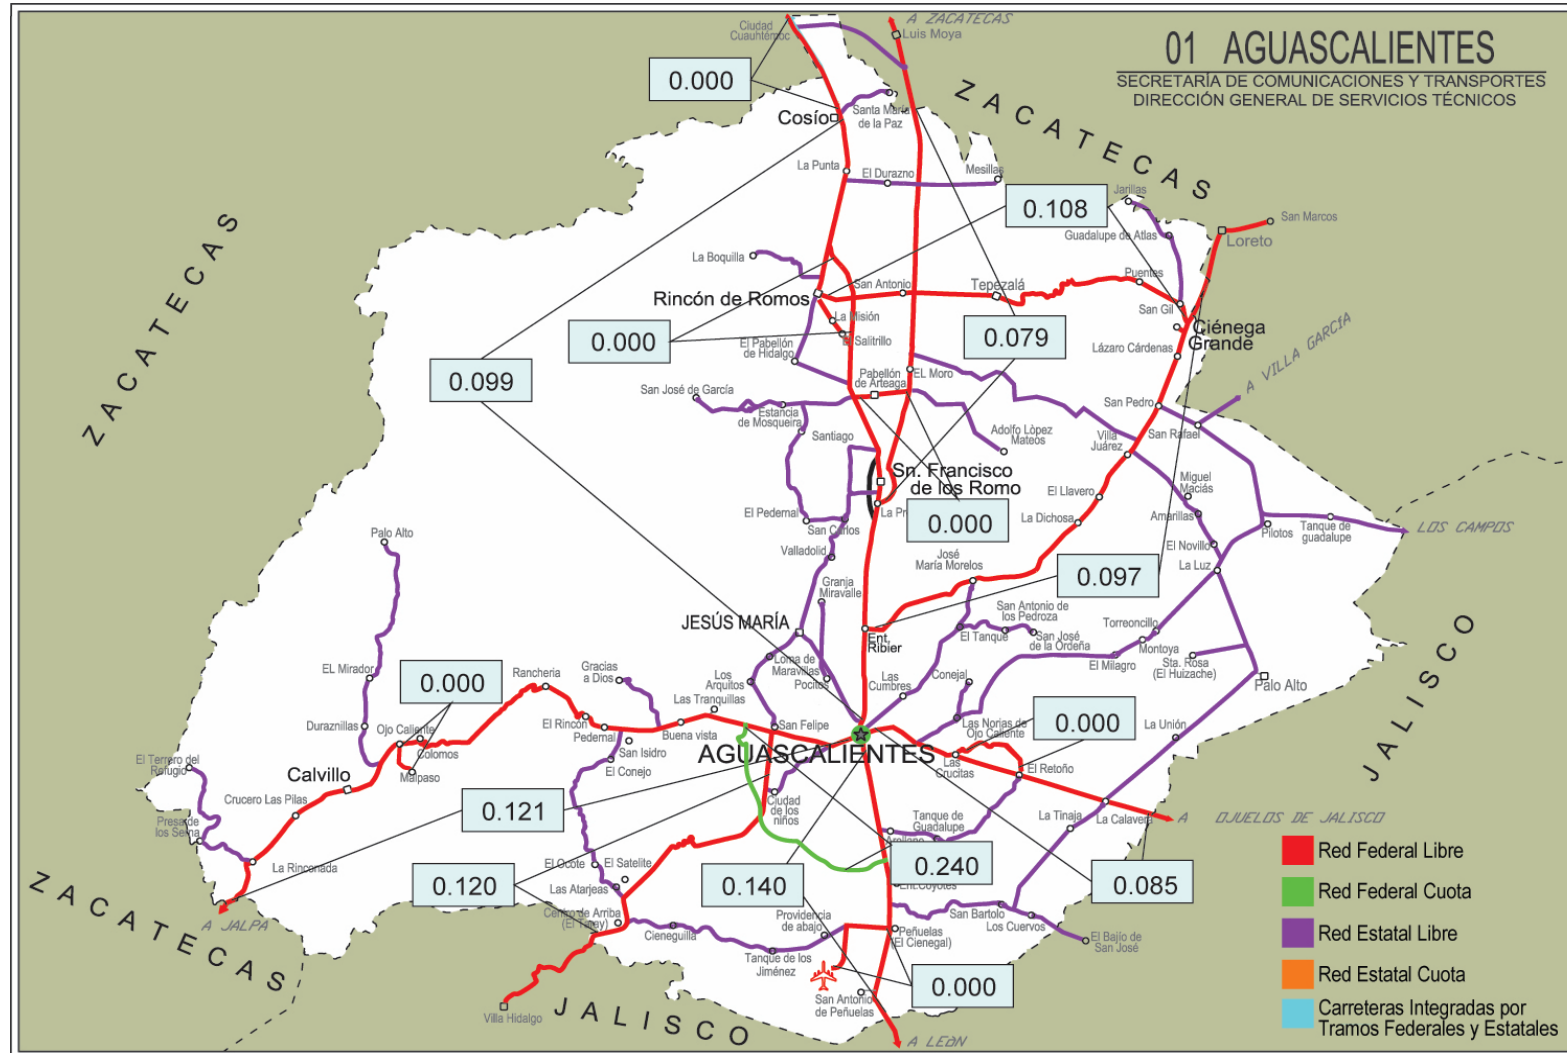 01 AGUASCALIENTES
SECRETARÍA DE COMUNICACIONES Y TRANSPORTES
DIRECCIÓN GENERAL DE SERVICIOS TÉCNICOS
Ciudad
Cuauhtémoc
A ZACATECAS
Luis Moya
0.000
ZACATECAS
Cosío
Santa María
de la Paz
La Punta
El Durazno
Mesillas
0.108
Jarillas
Guadalupe de Atlas
San Marcos
Loreto
ZACATECAS
La Boquilla
Rincón de Romos
San Antonio
Tepezalá
Puentes
San Gil
La Misión
0.000
El Salitrillo
0.079
Ciénega
Grande
El Pabellón
de Hidalgo
Lázaro Cárdenas
A VILLA GARCÍA
0.099
San José de García
Pabellón
de Arteaga
EL Moro
Estancia
de Mosqueira
San Pedro
San Rafael
Santiago
Adolfo Lòpez
Mateos
Villa
Juárez
Sn. Francisco
de los Romo
Miguel
Macías
El Llavero
El Pedernal
San Carlos
La Pr
0.000
La Dichosa
Amarillas
Pilotos
Tanque de
guadalupe
LOS CAMPOS
Palo Alto
Valladolid
José
María Morelos
El Novillo
La Luz
Granja
Miravalle
0.097
JESÚS MARÍA
Ent.
Ribier
San Antonio de
los Pedroza
El Tanque
San José
de la Ordeña
Torreoncillo
Montoya
El Milagro
Sta. Rosa
(El Huizache)
Palo Alto
JALISCO
EL Mirador
0.000
Rancheria
Gracias
a Dios
Los
Arquitos
Loma de
Maravillas
Pocitos
Las
Cumbres
Conejal
Las Tranquillas
Duraznillas
Ojo Caliente
Colomos
El Rincón
Pedernal
Buena vista
San Felipe
Las Norias de
Ojo Caliente
0.000
La Unión
San Isidro
El Conejo
AGUASCALIENTES
Las
Crucitas
El Retoño
El Terrero del
Refugio
Malpaso
Calvillo
Crucero Las Pilas
0.121
Ciudad
de los
niños
Tanque de
Guadalupe
La Tinaja
La Calavera
A OJUELOS DE JALISCO
Presa de
los Serna
La Rinconada
El Ocote
El Satelite
Las Atarjeas
0.120
0.140
0.240
0.085
Red Federal Libre
Red Federal Cuota
Red Estatal Libre
Red Estatal Cuota
Carreteras Integradas por
Tramos Federales y Estatales
ZACATECAS
A JALPA
Centro de Arriba
Cieneguilla
Providencia
de abajo
Peñuelas
(El Cienegal)
San Bartolo
Los Cuervos
El Bajío de
San José
Tanque de los
Jiménez
0.000
San Antonio
de Peñuelas
Villa Hidalgo
JALISCO
A LEÓN